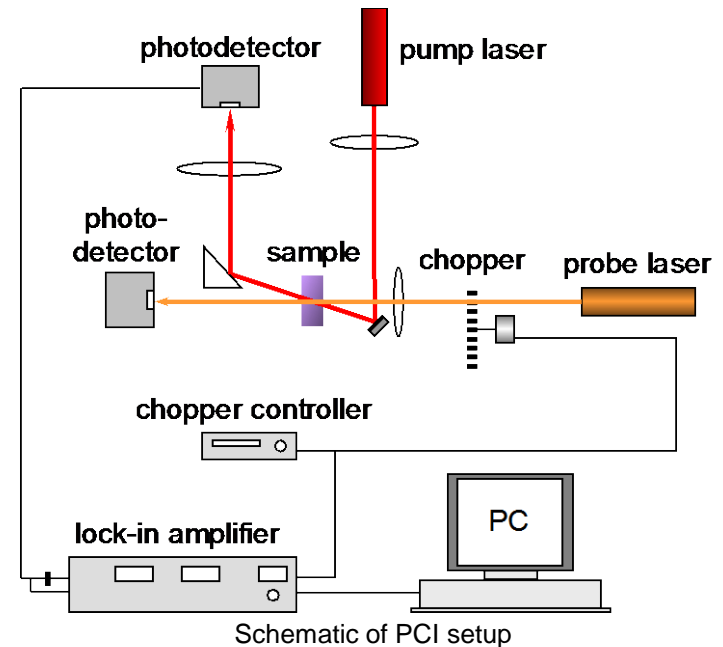 photodetector
pump laser
photo-
detector
sample
chopper
probe laser
chopper controller
lock-in amplifier
PC
Schematic of PCI setup